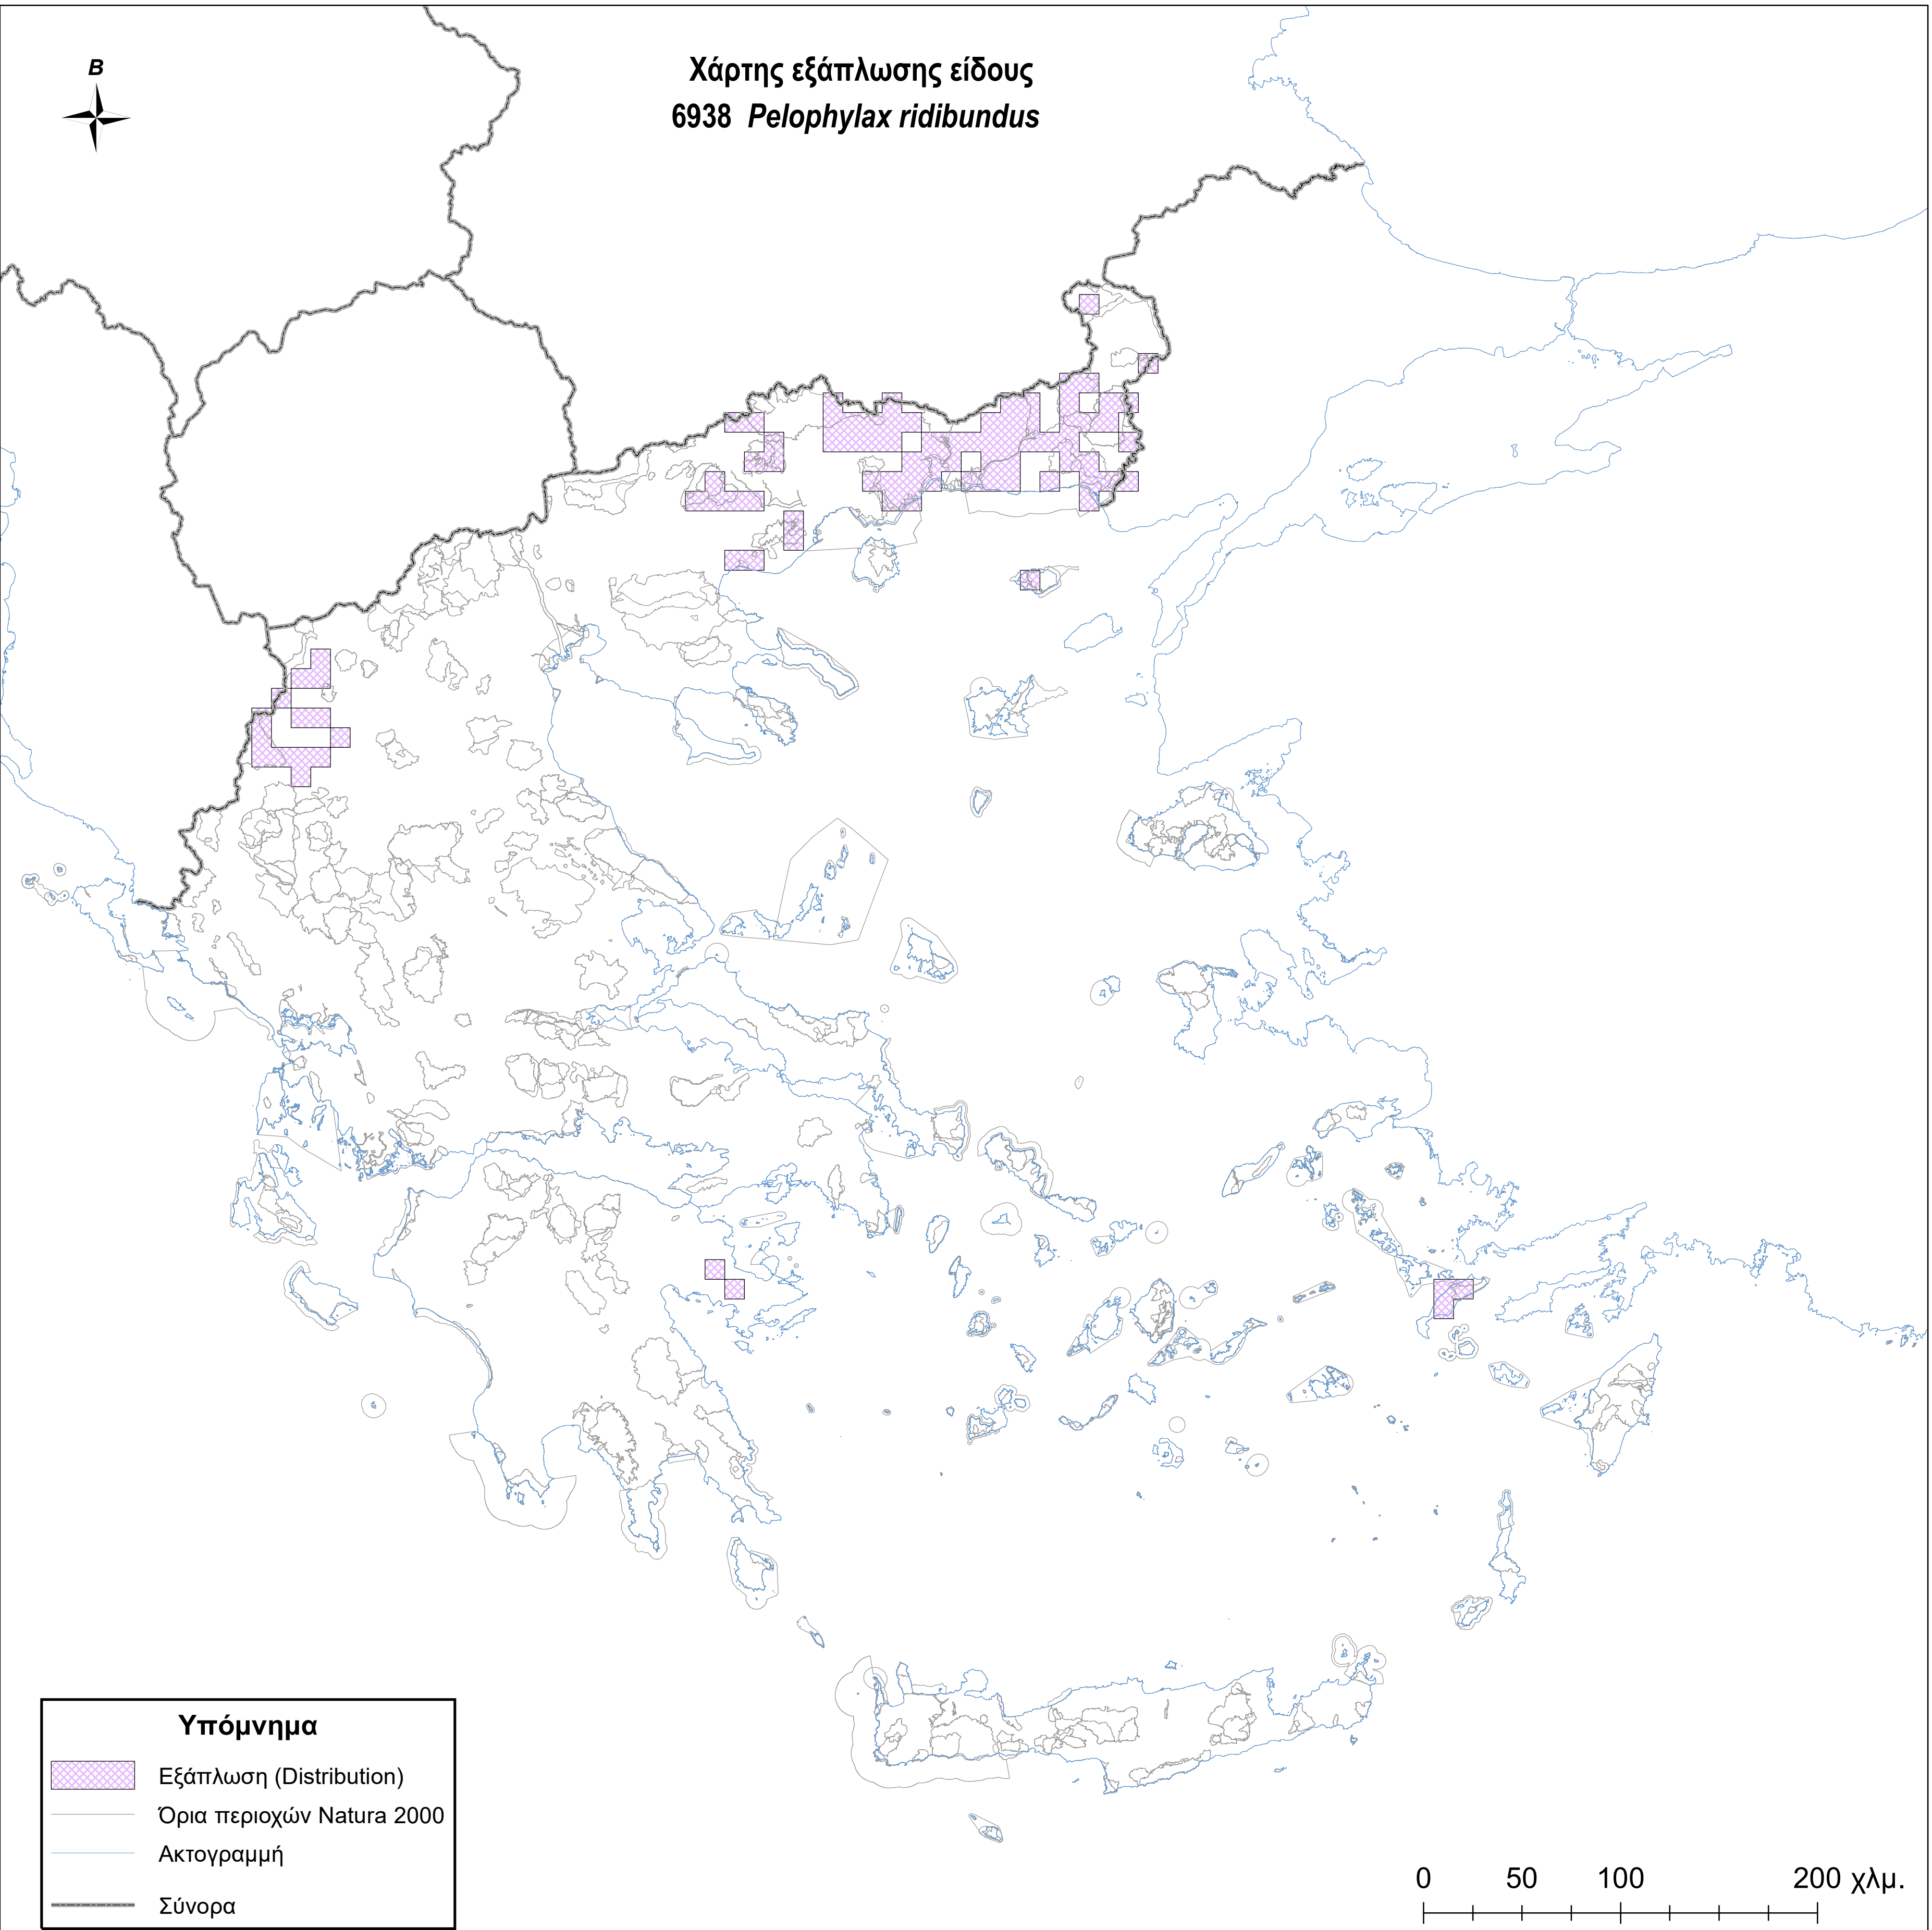 Χάρτης εξάπλωσης είδους
6938 Pelophylax ridibundus
Β
Υπόμνημα
Εξάπλωση (Distribution)
Όρια περιοχών Natura 2000
Ακτογραμμή
Σύνορα
0 50 100 200 χλμ.